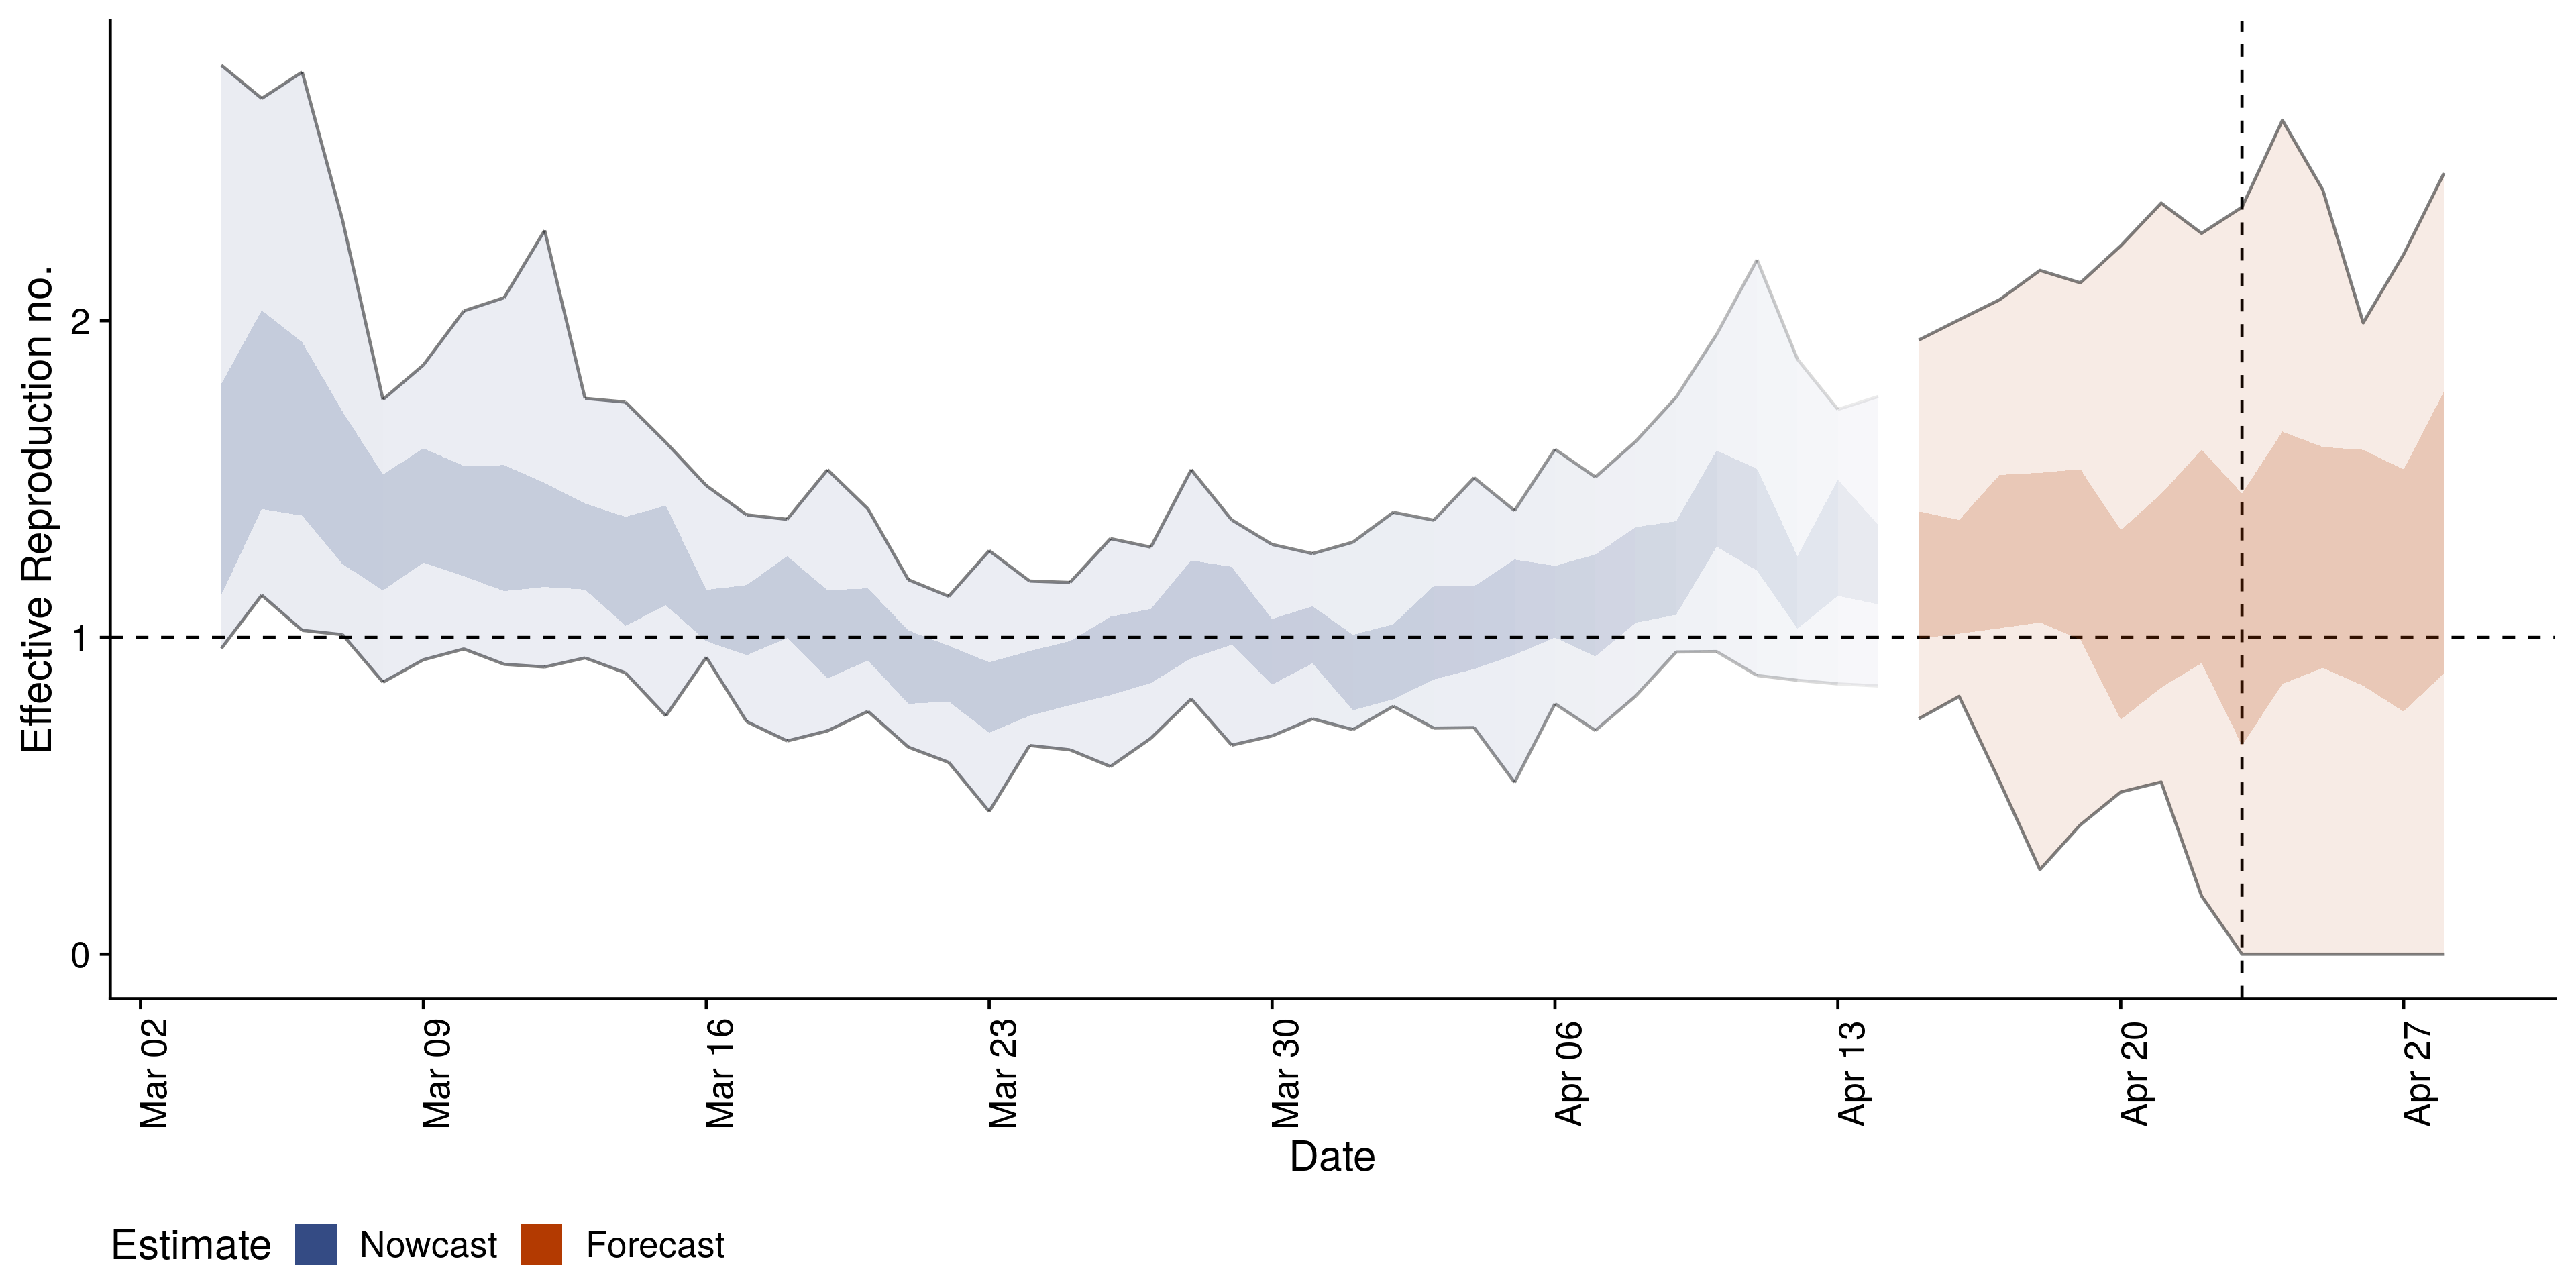 Effective Reproduction no.
2
1
0
Mar 02
Mar 09
Mar 16
Mar 23
Mar 30
Apr 06
Apr 13
Apr 20
Apr 27
Date
Estimate Nowcast Forecast